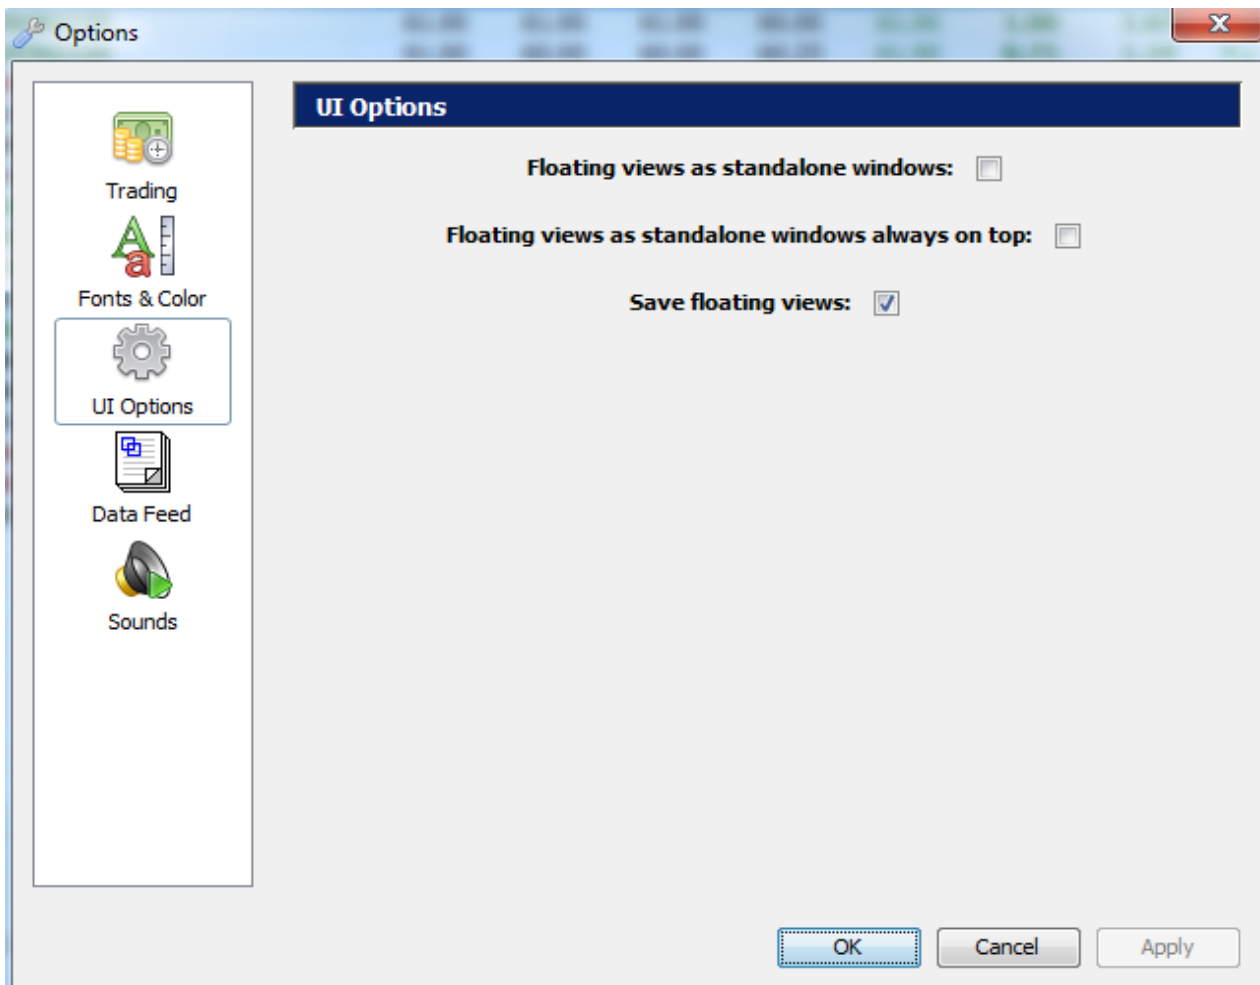 Options
UI Options
Trading
Fonts & Color
UI Options
Data Feed
Sounds
Floating views as standalone windows:
Floating views as standalone windows always on top:
Save floating views:
OK
Cancel
Apply